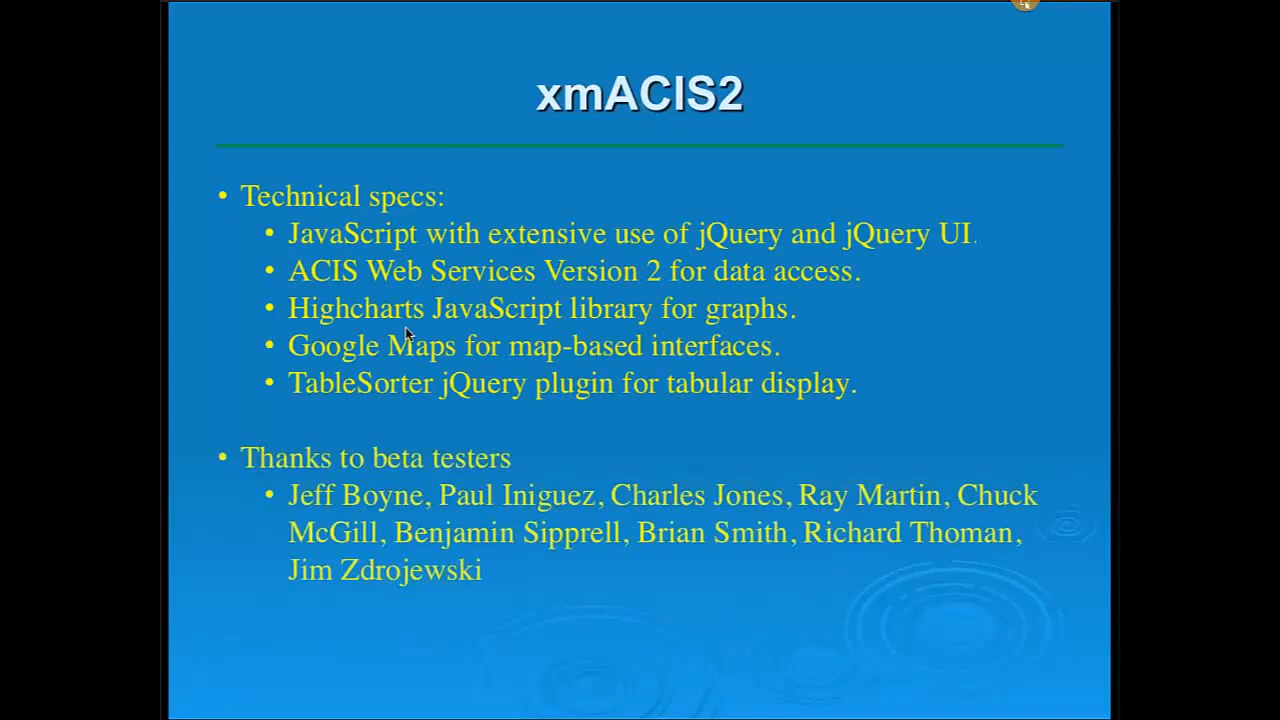 xmACIS2
• Technical specs:
• JavaScript with extensive use of jQuery and jQuery UI.
• ACIS Web Services Version 2 for data access.
• Highcharts JavaScript library for graphs.
• Google Maps for map-based interfaces.
• TableSorter jQuery plugin for tabular display.
• Thanks to beta testers
• Jeff Boyne, Paul Iniguez, Charles Jones, Ray Martin, Chuck
McGill, Benjamin Sipprell, Brian Smith, Richard Thoman,
Jim Zdrojewski